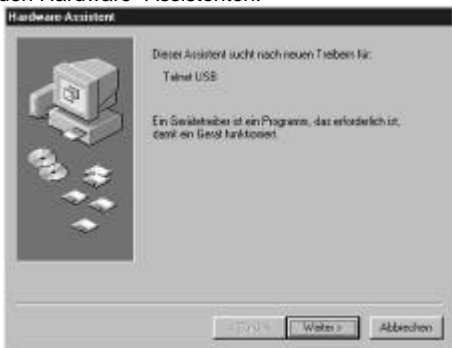 den Hardware- Assistenten.
Hardware-Assistent
Dieser Assistent sucht nach neuen Treibern für:
USB
Ein Gerätetreiber ist ein Programm, das erforderlich ist,
damit ein Gerät funktioniert.
< Zurück
Weiter >
Abbrechen